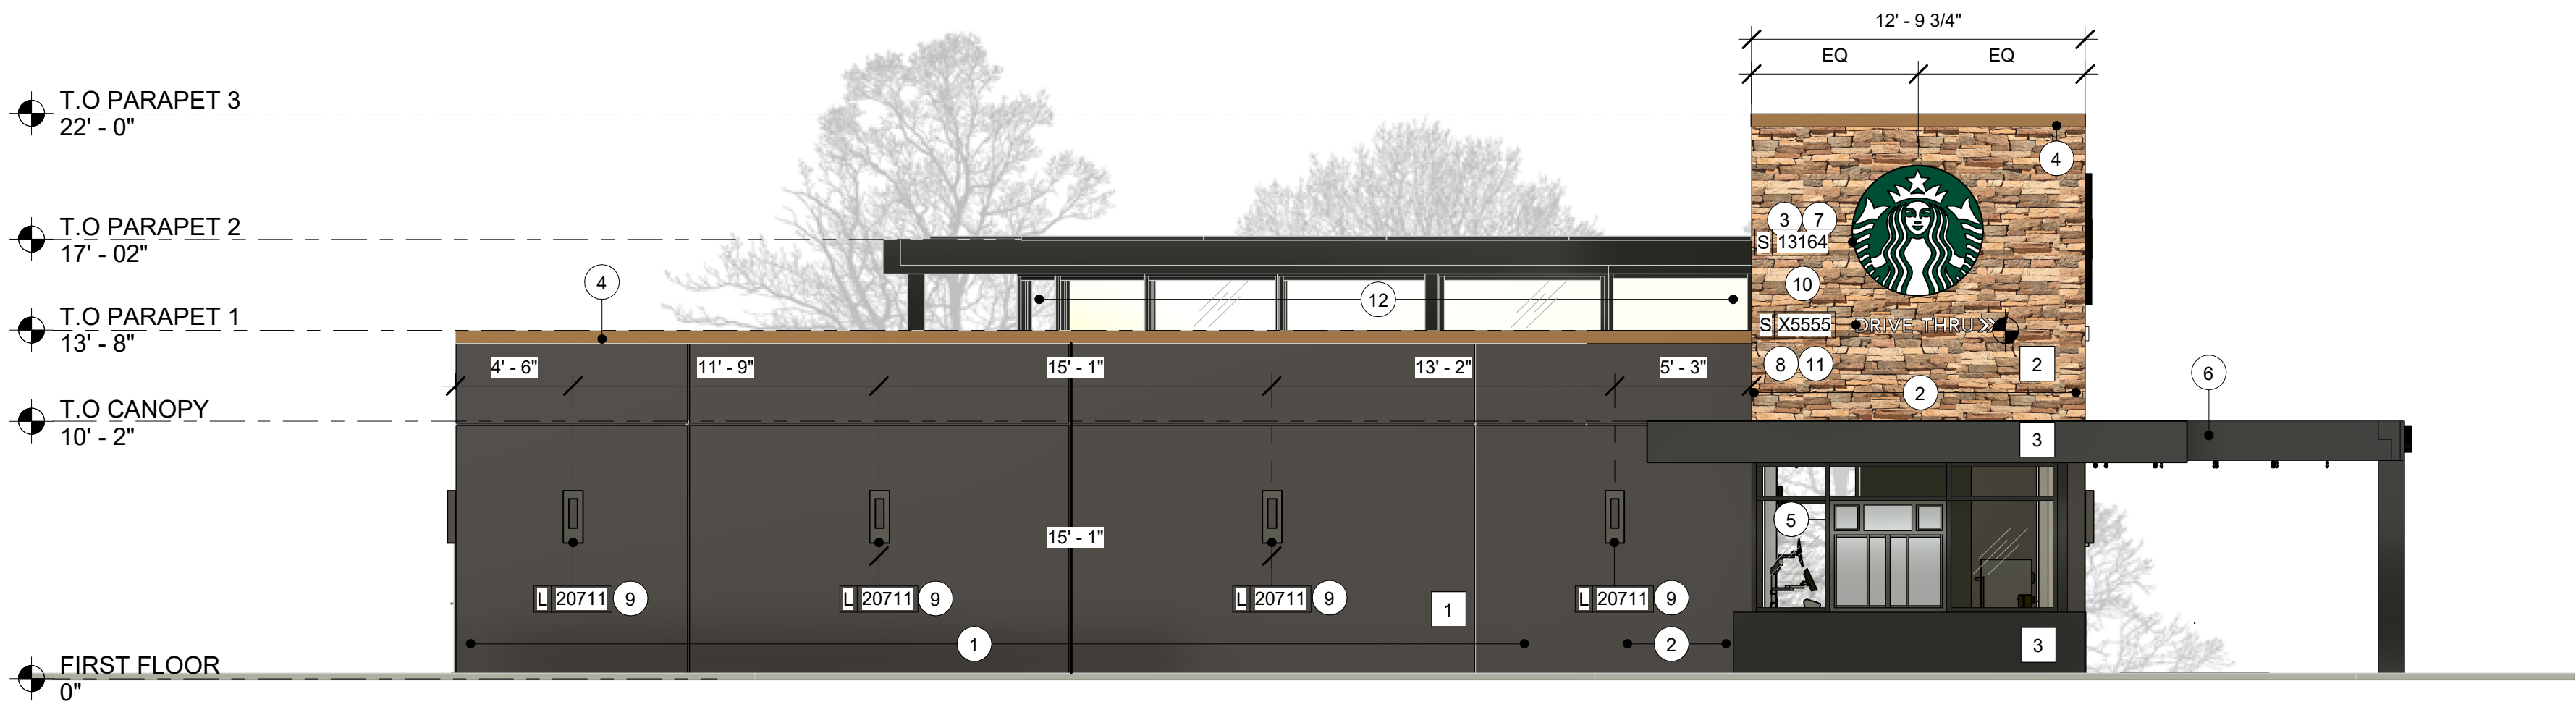 12' - 9 3/4"
EQ EQ
T.O PARAPET 3
22' - 0"
4
T.O PARAPET 2
17' - 02"
3 7
S 13164
4
10
12
T.O PARAPET 1
13' - 8"
S X5555 DRIVE THRU
4' - 6" 11' - 9" 15' - 1" 13' - 2" 5' - 3"
8 11
2
6
2
T.O CANOPY
10' - 2"
3
5
15' - 1"
L 20711 9 L 20711 9 L 20711 9 L 20711 9
1
1 2
3
FIRST FLOOR
0"